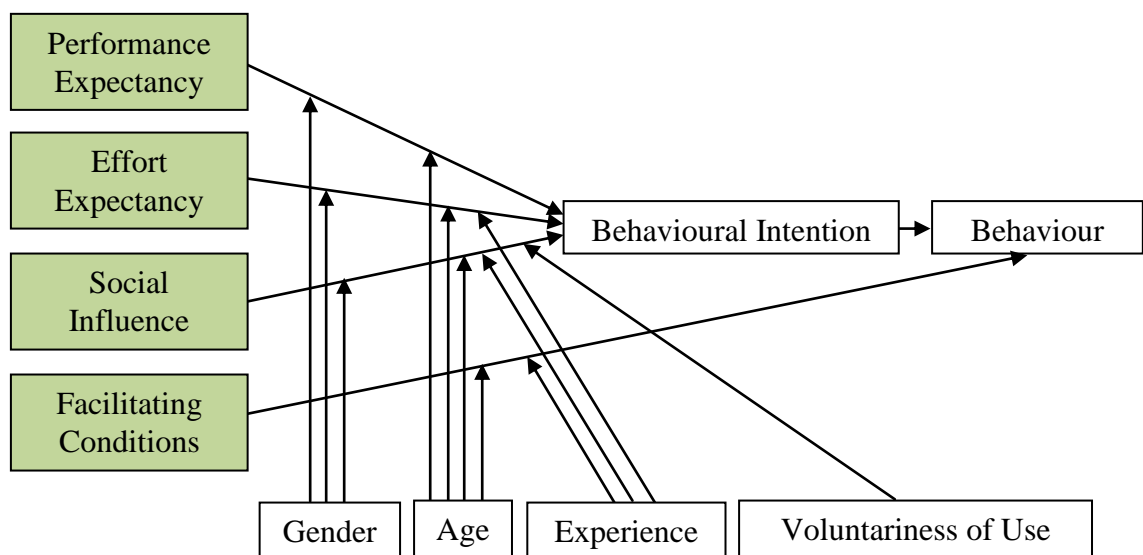 Performance
Expectancy
Effort
Expectancy
Social
Influence
Facilitating
Conditions
Behavioural Intention
Behaviour
Gender
Age
Experience
Voluntariness of Use